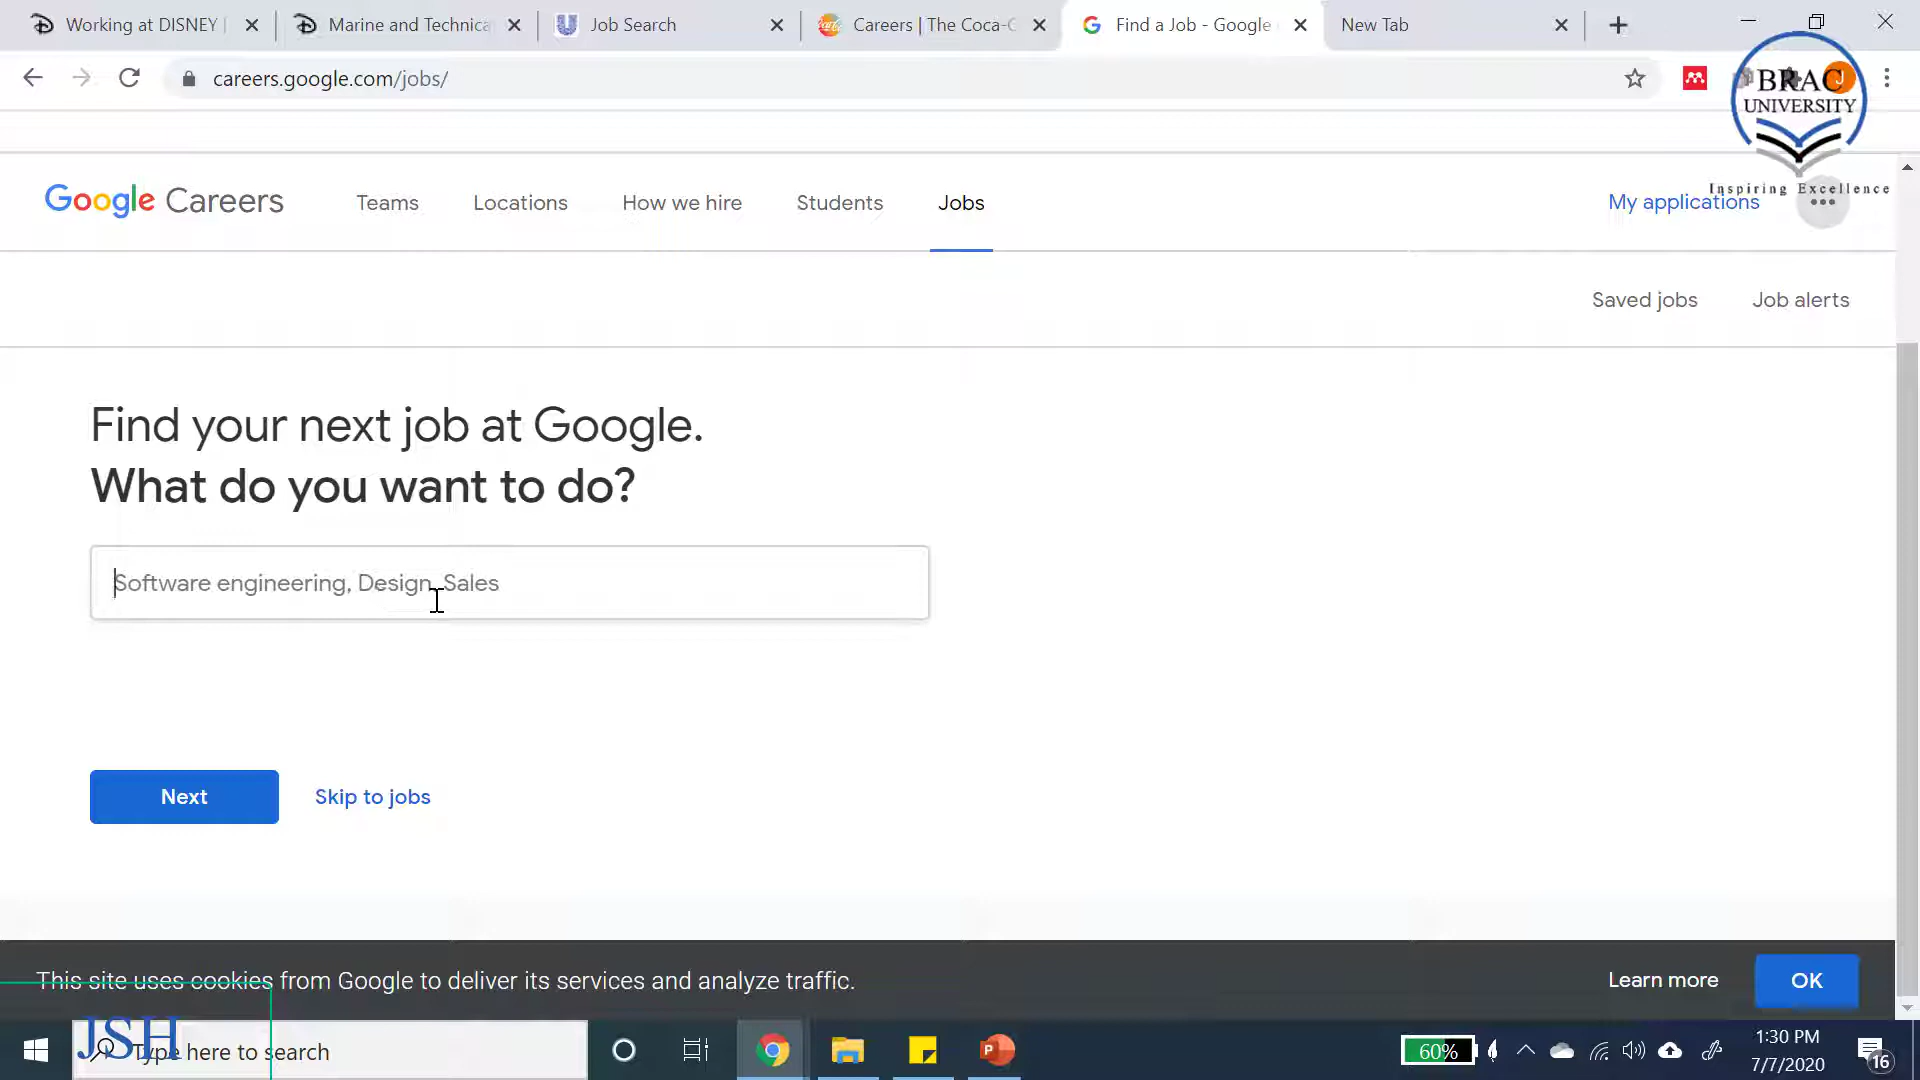 Working at DISNEY |
Marine and Technica
Job Search
Careers | The Coca-C
Find a Job - Google
New Tab
careers.google.com/jobs/
BRAC
UNIVERSITY
Inspiring Excellence
J
Google Careers
Teams
Locations
How we hire
Students
Jobs
My applications
Saved jobs
Job alerts
Find your next job at Google.
What do you want to do?
Software engineering, Design, Sales
Next
Skip to jobs
This site uses cookies from Google to deliver its services and analyze traffic.
Learn more
OK
JSH
Type here to search
60%
1:30 PM
7/7/2020
16